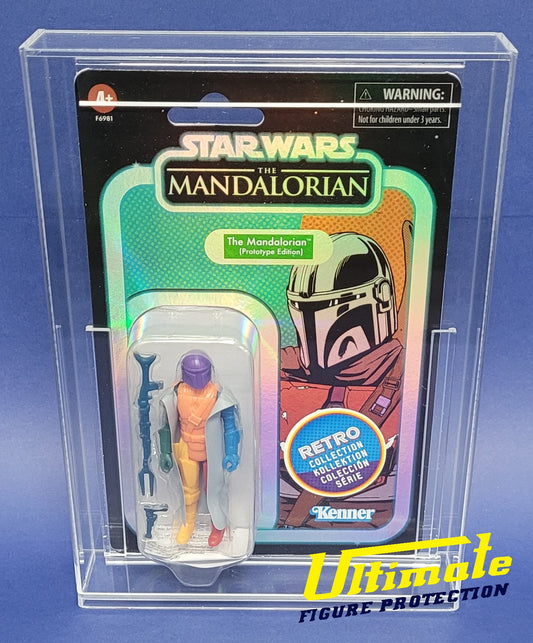 4+
F6981
WARNING:
CHOKING HAZARD–Small parts.
Not for children under 3 years.
STAR WARS
THE
MANDALORIAN
The Mandalorian™
(Prototype Edition)
RETRO
COLLECTION
KOLLEKTION
COLECCIÓN
SÉRIE
Kenner
Ultimate
FIGURE PROTECTION